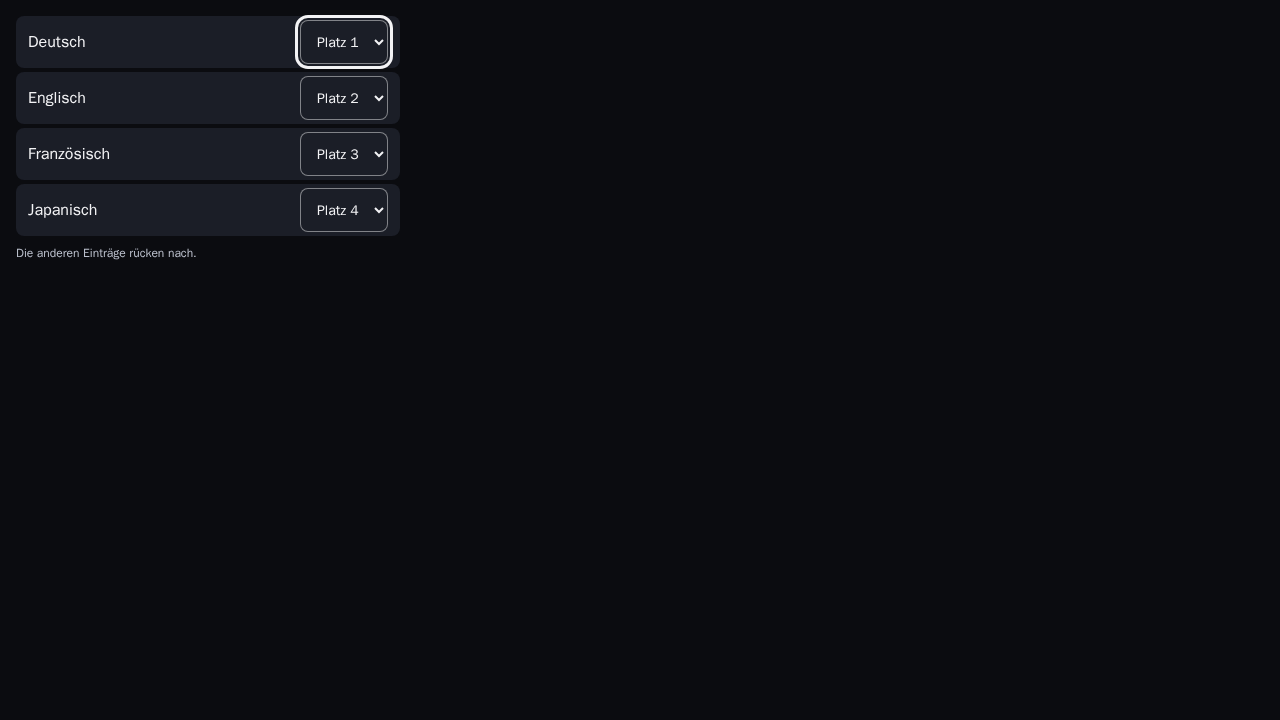 Deutsch Platz 1
Englisch Platz 2
Französisch Platz 3
Japanisch Platz 4
Die anderen Einträge rücken nach.